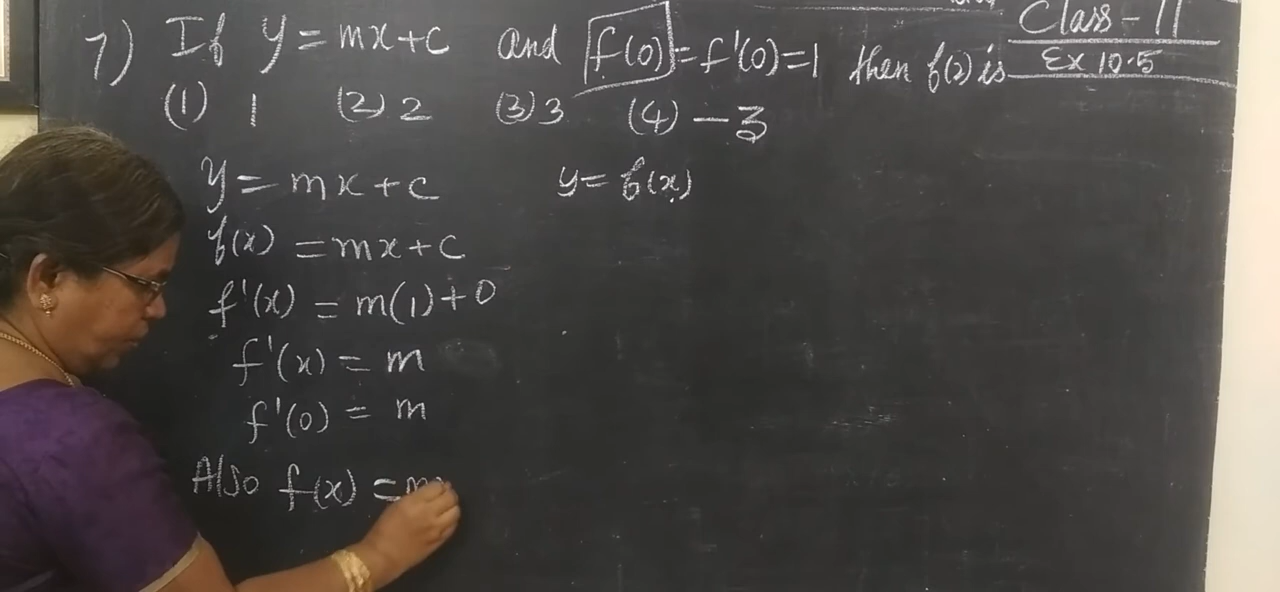 Class - 11
Ex 10.5
7) If y = mx+c and f(0) = f'(0) = 1 then f(2) is
(1) 1 (2) 2 (3) 3 (4) -3
y = mx+c y = f(x)
f(x) = mx+c
f'(x) = m(1)+0
f'(x) = m
f'(0) = m
Also f(x) =